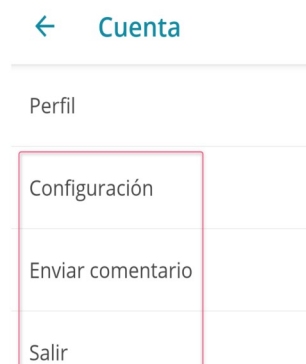 Cuenta
Perfil
Configuración
Enviar comentario
Salir